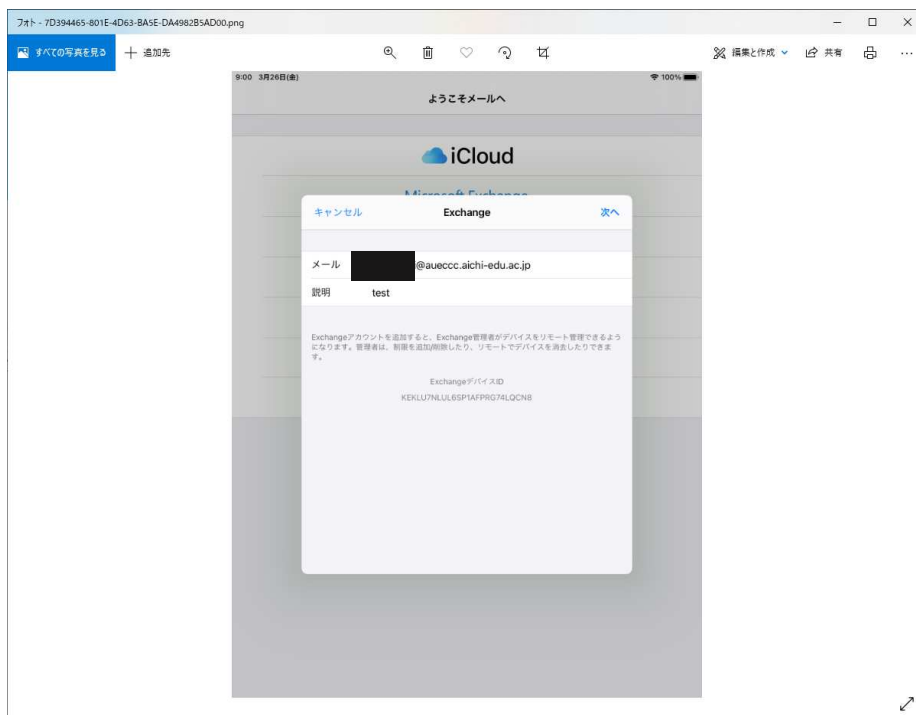 フォト - 7D394465-801E-4D63-BA5E-DA4982B5AD00.png
すべての写真を見る
追加先
編集と作成
共有
9:00 3月26日(金)
100%
ようこそメールへ
iCloud
Microsoft Exchange
キャンセル
Exchange
次へ
メール
@aueccc.aichi-edu.ac.jp
説明
test
Exchangeアカウントを追加すると、Exchange管理者がデバイスをリモート管理できるよう
になります。管理者は、制限を追加/削除したり、リモートでデバイスを消去したりできま
す。
ExchangeデバイスID
KEKLU7NLUL6SP1AFPRG74LQCN8